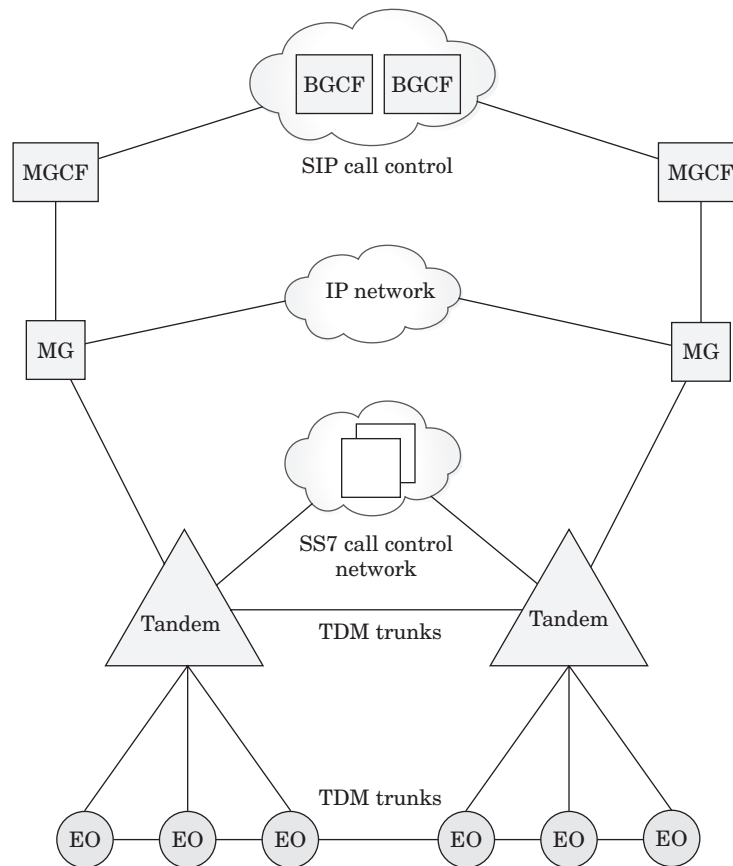 BGCF BGCF
SIP call control
MGCF MGCF
IP network
MG MG
SS7 call control
network
Tandem Tandem
TDM trunks
TDM trunks
EO EO EO EO EO EO